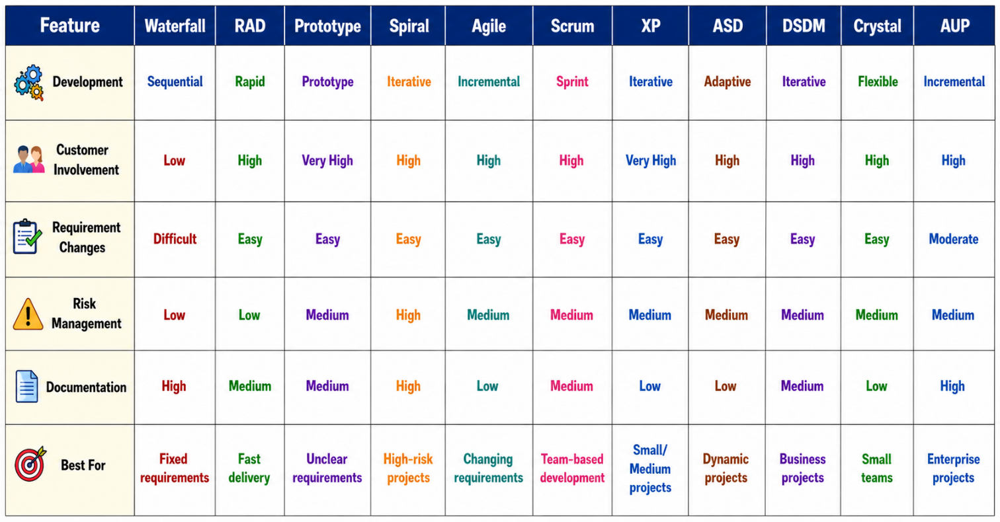 Feature Waterfall RAD Prototype Spiral Agile Scrum XP ASD DSDM Crystal AUP
Development Sequential Rapid Prototype Iterative Incremental Sprint Iterative Adaptive Iterative Flexible Incremental
Customer
Involvement Low High Very High High High High Very High High High High High
Requirement
Changes Difficult Easy Easy Easy Easy Easy Easy Easy Easy Easy Moderate
Risk
Management Low Low Medium High Medium Medium Medium Medium Medium Medium Medium
Documentation High Medium Medium High Low Medium Low Low Medium Low High
Best For
Fixed
requirements
Fast
delivery
Unclear
requirements
High-risk
projects
Changing
requirements
Team-based
development
Small/
Medium
projects
Dynamic
projects
Business
projects
Small
teams
Enterprise
projects